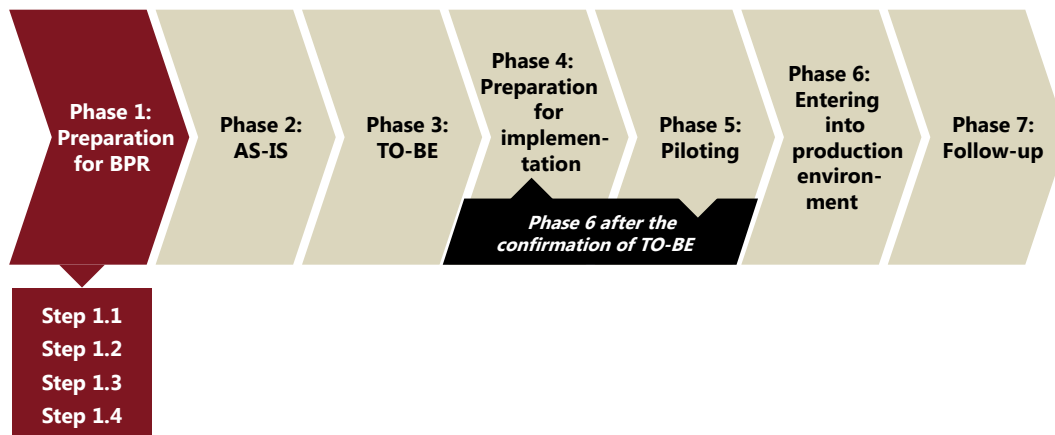 Phase 1:
Preparation
for BPR
Phase 2:
AS-IS
Phase 3:
TO-BE
Phase 4:
Preparation
for
implemen-
tation
Phase 5:
Piloting
Phase 6:
Entering
into
production
environ-
ment
Phase 7:
Follow-up
Phase 6 after the
confirmation of TO-BE
Step 1.1
Step 1.2
Step 1.3
Step 1.4